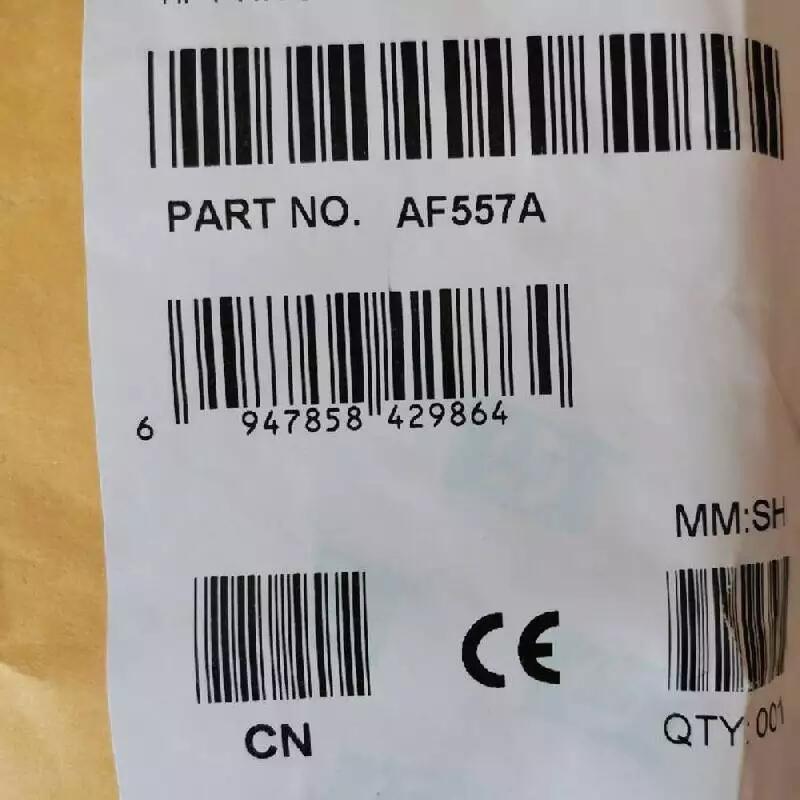 PART NO. AF557A
6 947858 429864
MM:SH
CN
CE
QTY:001